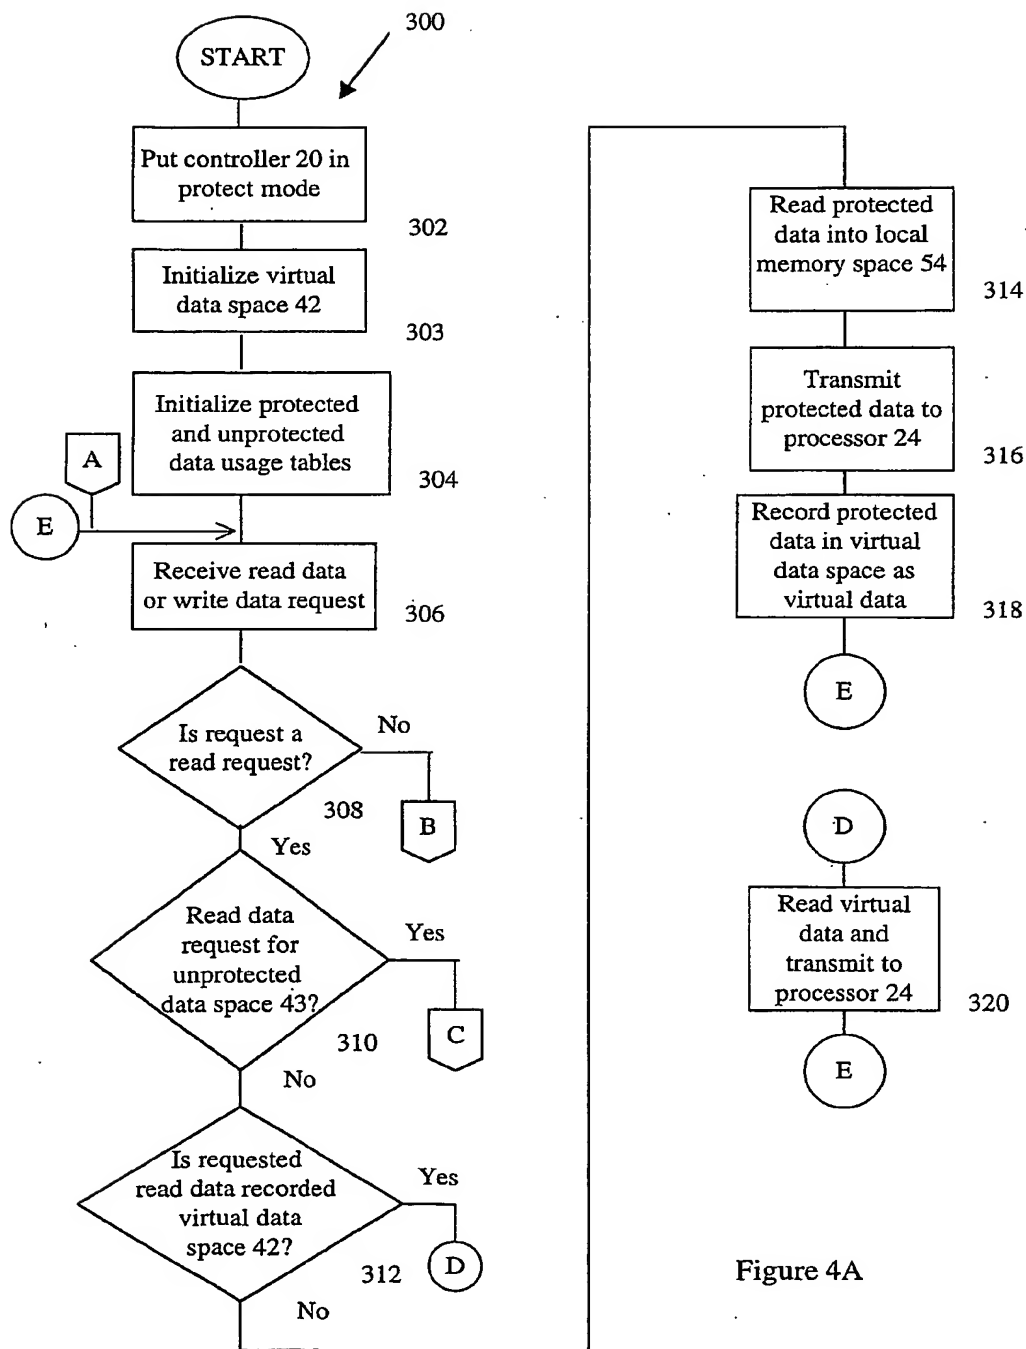 300
START
Put controller 20 in
protect mode
302
Initialize virtual
data space 42
303
Initialize protected
and unprotected
data usage tables
304
A
E
Receive read data
or write data request
306
Is request a
read request?
No
308
B
Yes
Read data
request for
unprotected
data space 43?
Yes
310
C
No
Is requested
read data recorded
virtual data
space 42?
Yes
312
D
No
Read protected
data into local
memory space 54
314
Transmit
protected data to
processor 24
316
Record protected
data in virtual
data space as
virtual data
318
E
D
Read virtual
data and
transmit to
processor 24
320
E
Figure 4A